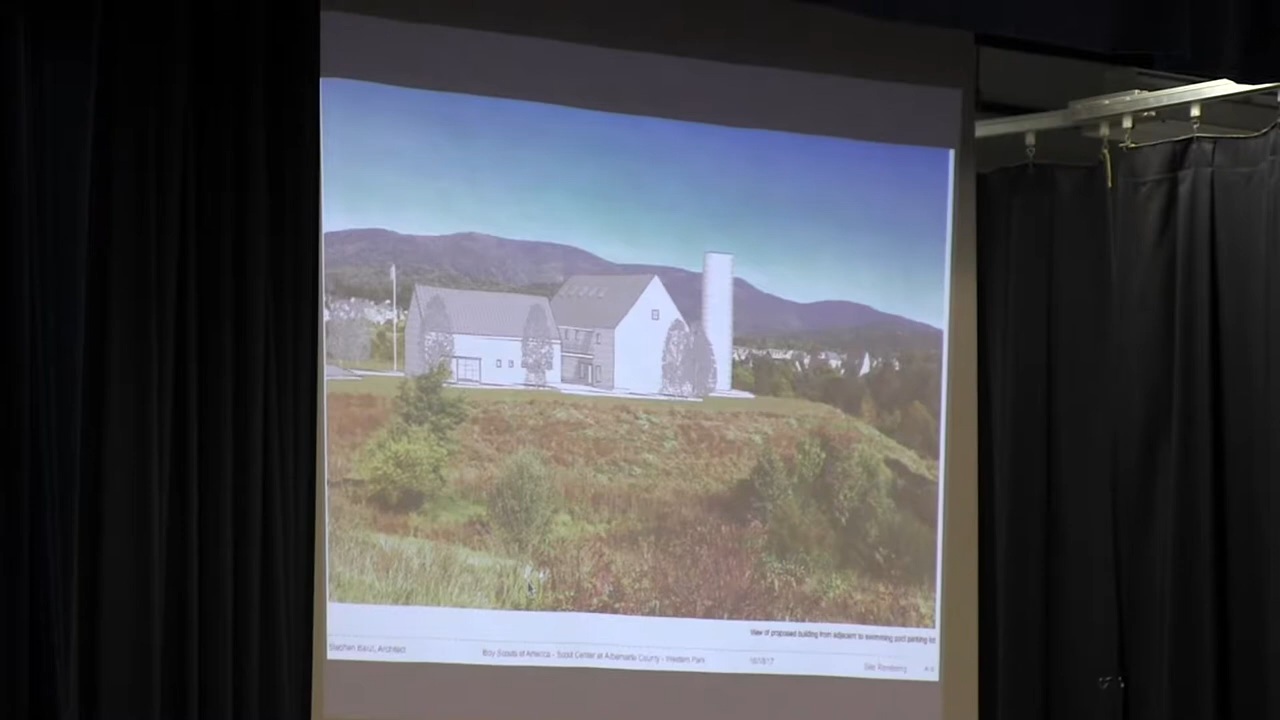 View of proposed building from adjacent to swimming pool parking lot
Stephen
Architect
Boy Scouts of America - Scout Center at Albemarle County - Western Park
Site Rendering